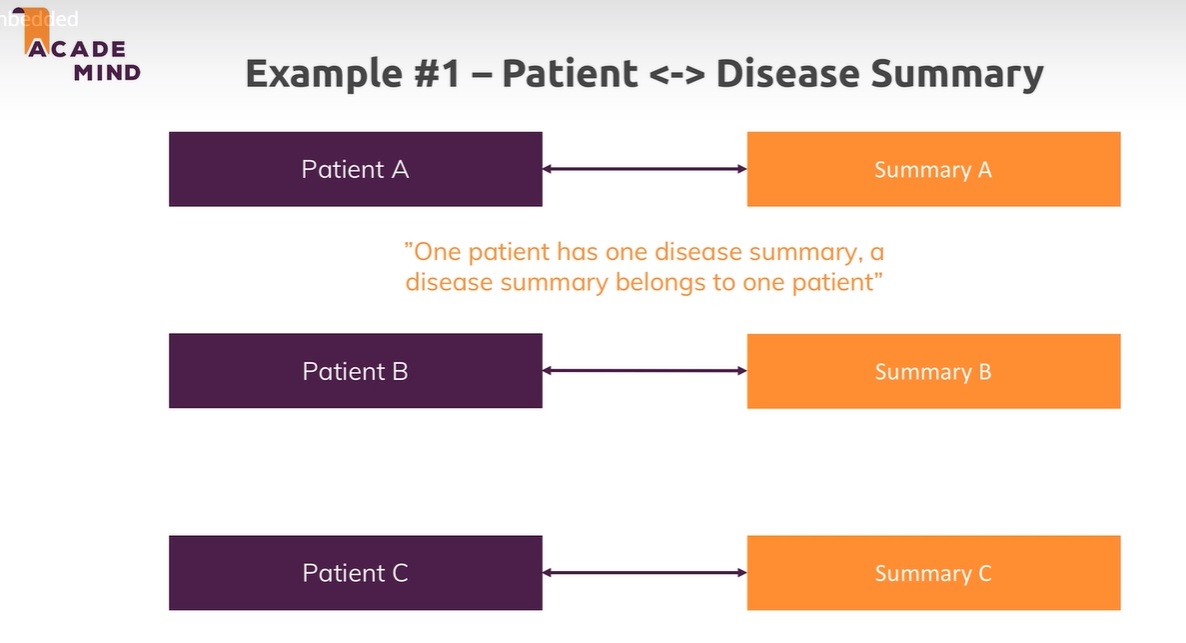 ACADE
MIND
Example #1 – Patient <-> Disease Summary
Patient A
Summary A
”One patient has one disease summary, a
disease summary belongs to one patient”
Patient B
Summary B
Patient C
Summary C